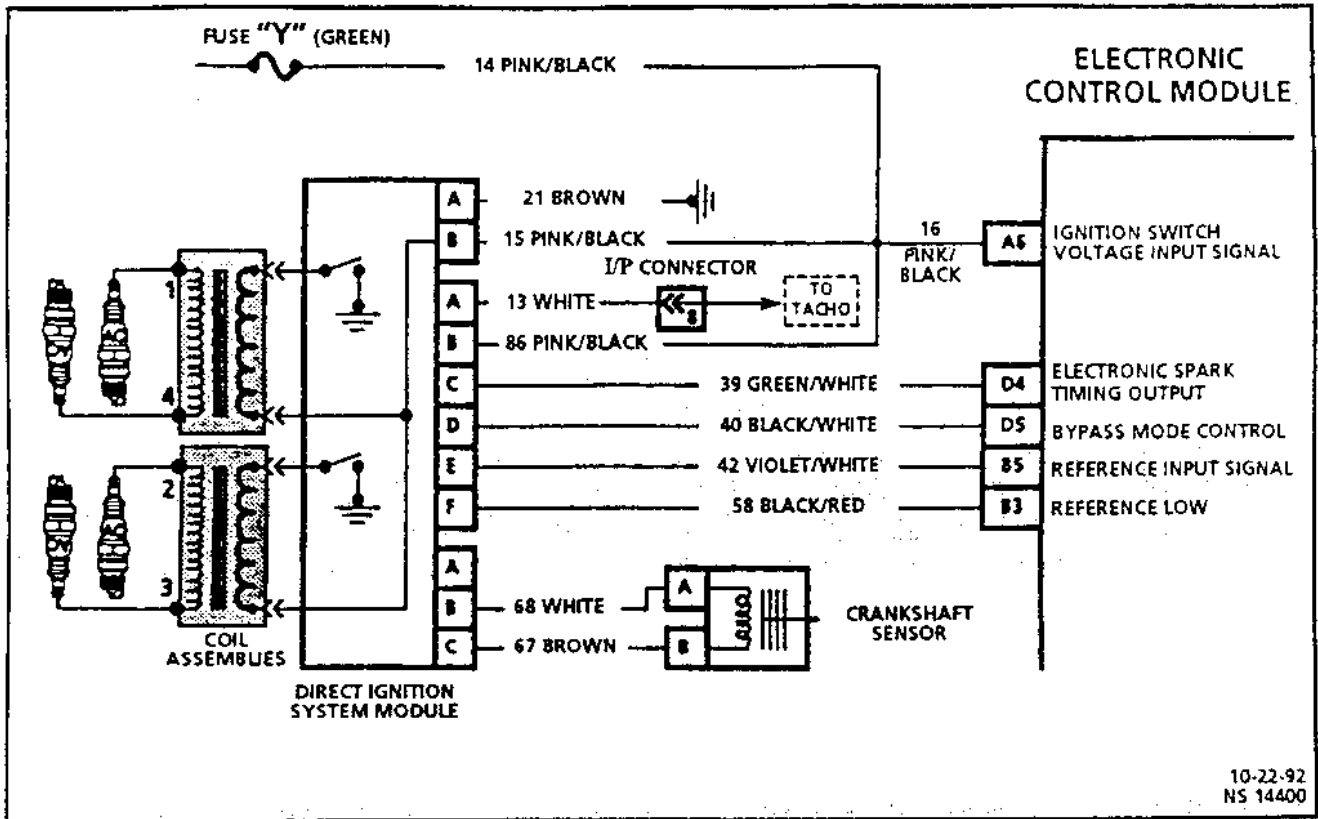 FUSE "Y" (GREEN)
14 PINK/BLACK
ELECTRONIC
CONTROL MODULE
A
21 BROWN
B
15 PINK/BLACK
16
PINK/
BLACK
A6
IGNITION SWITCH
VOLTAGE INPUT SIGNAL
I/P CONNECTOR
A
13 WHITE
8
TO
TACHO
B
86 PINK/BLACK
C
39 GREEN/WHITE
D4
ELECTRONIC SPARK
TIMING OUTPUT
D
40 BLACK/WHITE
D5
BYPASS MODE CONTROL
E
42 VIOLET/WHITE
B5
REFERENCE INPUT SIGNAL
F
58 BLACK/RED
B3
REFERENCE LOW
1
4
2
3
COIL
ASSEMBLIES
A
B
68 WHITE
A
C
67 BROWN
B
CRANKSHAFT
SENSOR
DIRECT IGNITION
SYSTEM MODULE
10-22-92
NS 14400